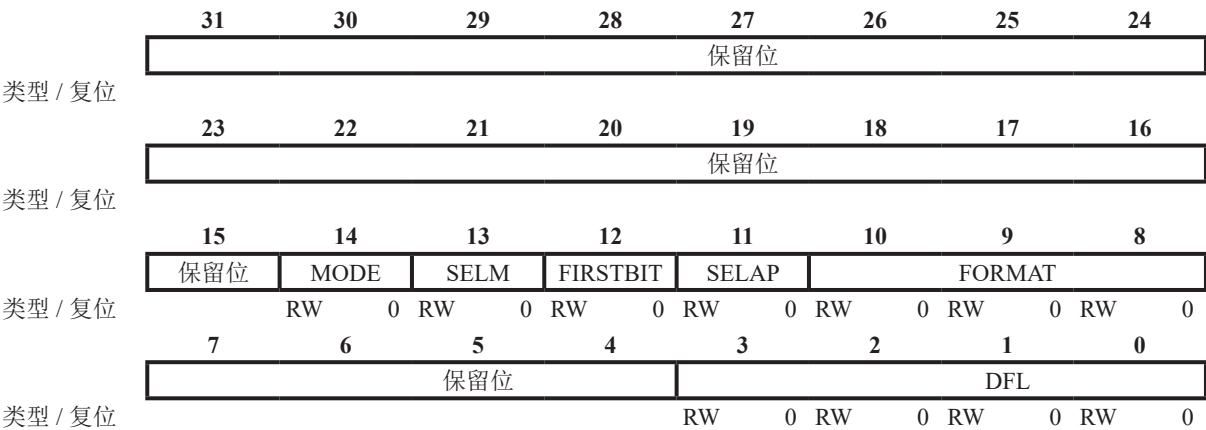 31 30 29 28 27 26 25 24
保留位
类型 / 复位
23 22 21 20 19 18 17 16
保留位
类型 / 复位
15 14 13 12 11 10 9 8
保留位 MODE SELM FIRSTBIT SELAP FORMAT
类型 / 复位 RW 0 RW 0 RW 0 RW 0 RW 0 RW 0 RW 0
7 6 5 4 3 2 1 0
保留位 DFL
类型 / 复位 RW 0 RW 0 RW 0 RW 0